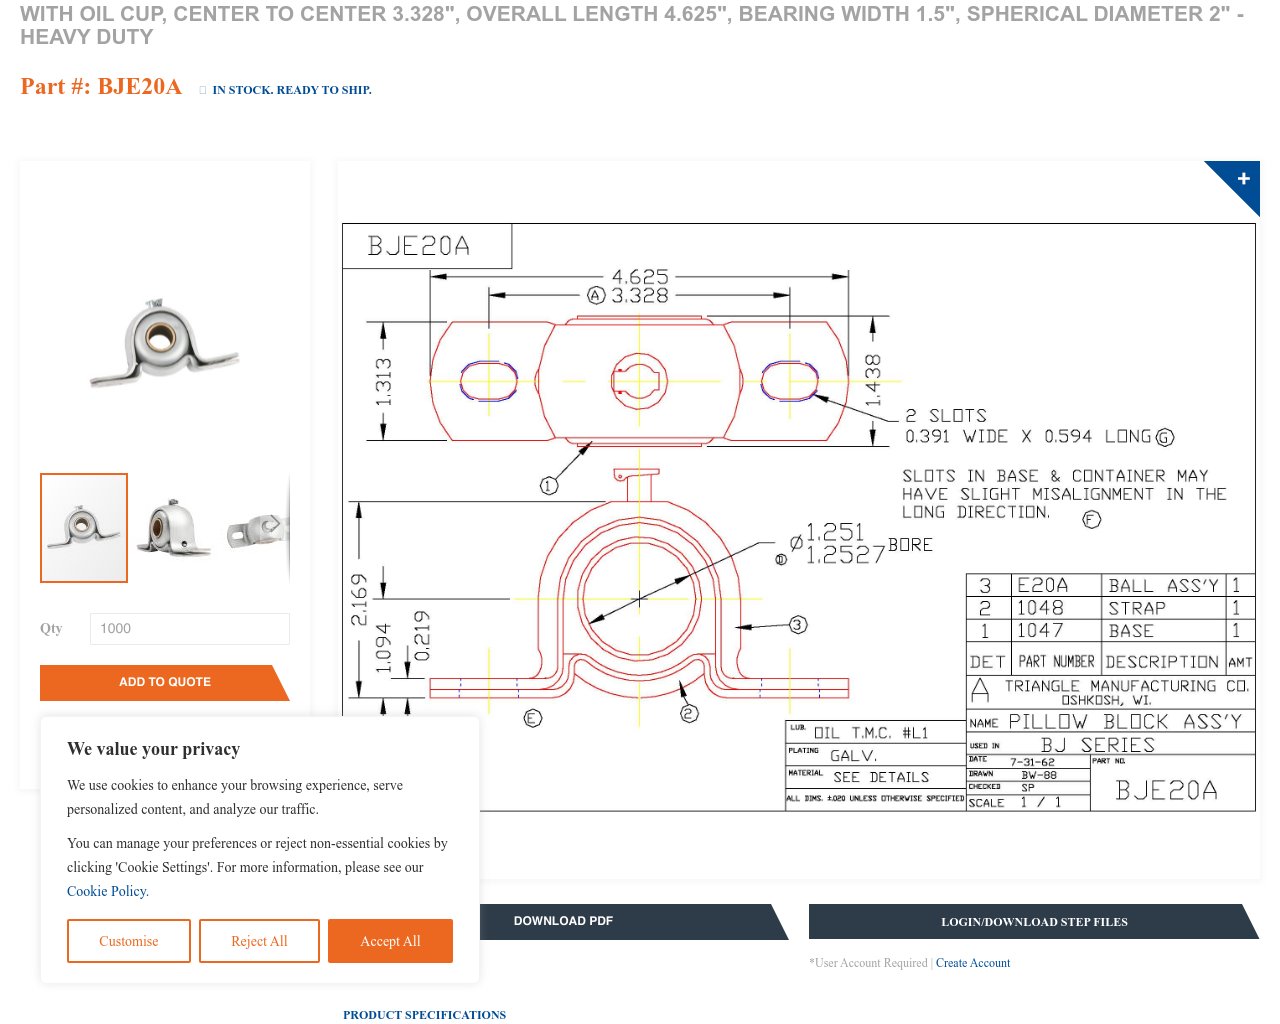 WITH OIL CUP, CENTER TO CENTER 3.328", OVERALL LENGTH 4.625", BEARING WIDTH 1.5", SPHERICAL DIAMETER 2" -
HEAVY DUTY
Part #: BJE20A
IN STOCK. READY TO SHIP.
+
BJE20A
4.625
A 3.328
1.313
1.438
2 SLOTS
0.391 WIDE X 0.594 LONG G
1
SLOTS IN BASE & CONTAINER MAY
HAVE SLIGHT MISALIGNMENT IN THE
LONG DIRECTION.
F
Ø 1.251
D 1.2527 BORE
2.169
1.094
0.219
3
2
E
3 E20A BALL ASS'Y 1
2 1048 STRAP 1
1 1047 BASE 1
DET PART NUMBER DESCRIPTION AMT
A TRIANGLE MANUFACTURING CO.
OSHKOSH, WI.
NAME PILLOW BLOCK ASS'Y
USED IN BJ SERIES
DATE 7-31-62
DRAWN BW-88
CHECKED SP
SCALE 1 / 1
PART NO.
BJE20A
LUB. OIL T.M.C. #L1
PLATING GALV.
MATERIAL SEE DETAILS
ALL DIMS. ±.020 UNLESS OTHERWISE SPECIFIED
Qty 1000
ADD TO QUOTE
We value your privacy
We use cookies to enhance your browsing experience, serve
personalized content, and analyze our traffic.
You can manage your preferences or reject non-essential cookies by
clicking 'Cookie Settings'. For more information, please see our
Cookie Policy.
Customise Reject All Accept All
DOWNLOAD PDF
LOGIN/DOWNLOAD STEP FILES
*User Account Required | Create Account
PRODUCT SPECIFICATIONS